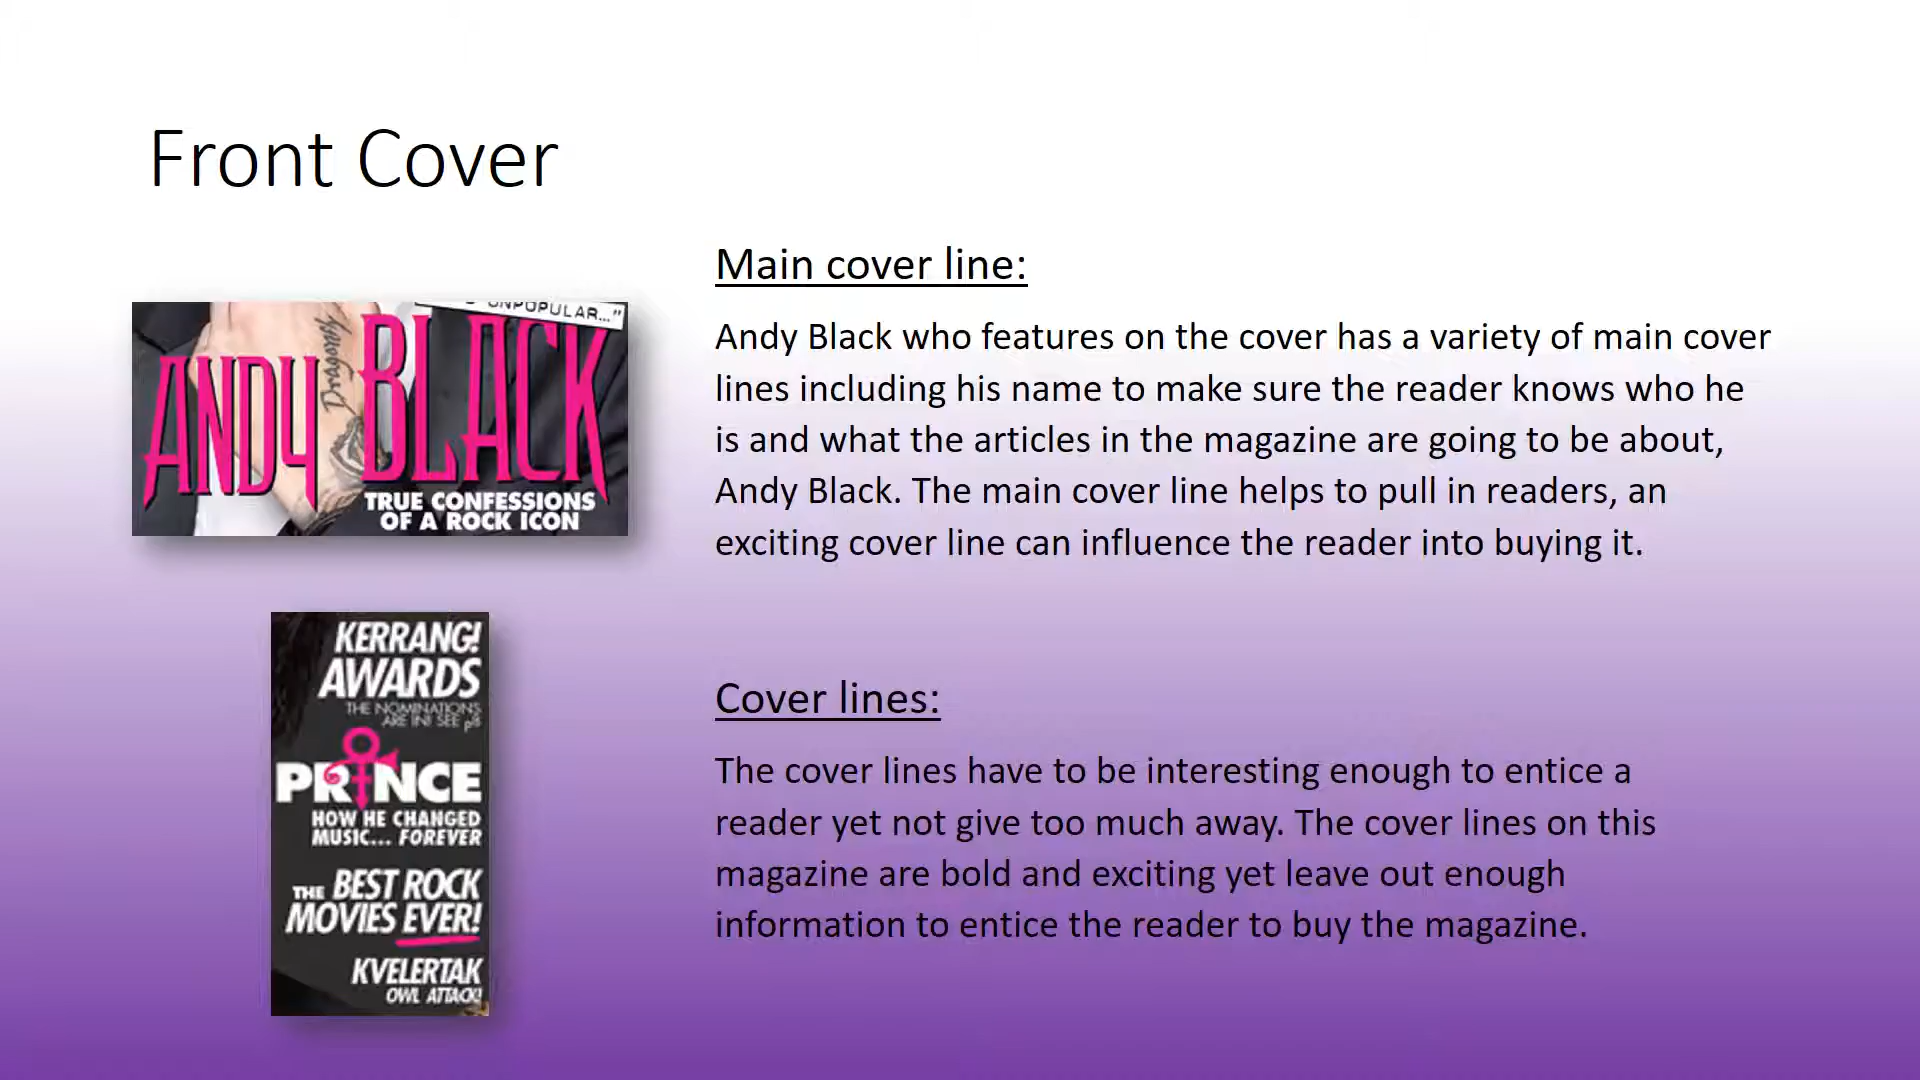 Front Cover
Main cover line:
UNPOPULAR..."
ANDY BLACK
TRUE CONFESSIONS
OF A ROCK ICON
Andy Black who features on the cover has a variety of main cover
lines including his name to make sure the reader knows who he
is and what the articles in the magazine are going to be about,
Andy Black. The main cover line helps to pull in readers, an
exciting cover line can influence the reader into buying it.
KERRANG!
AWARDS
THE NOMINATIONS
ARE IN! SEE p8
PRINCE
HOW HE CHANGED
MUSIC... FOREVER
THE BEST ROCK
MOVIES EVER!
KVELERTAK
OWL ATTACK!
Cover lines:
The cover lines have to be interesting enough to entice a
reader yet not give too much away. The cover lines on this
magazine are bold and exciting yet leave out enough
information to entice the reader to buy the magazine.